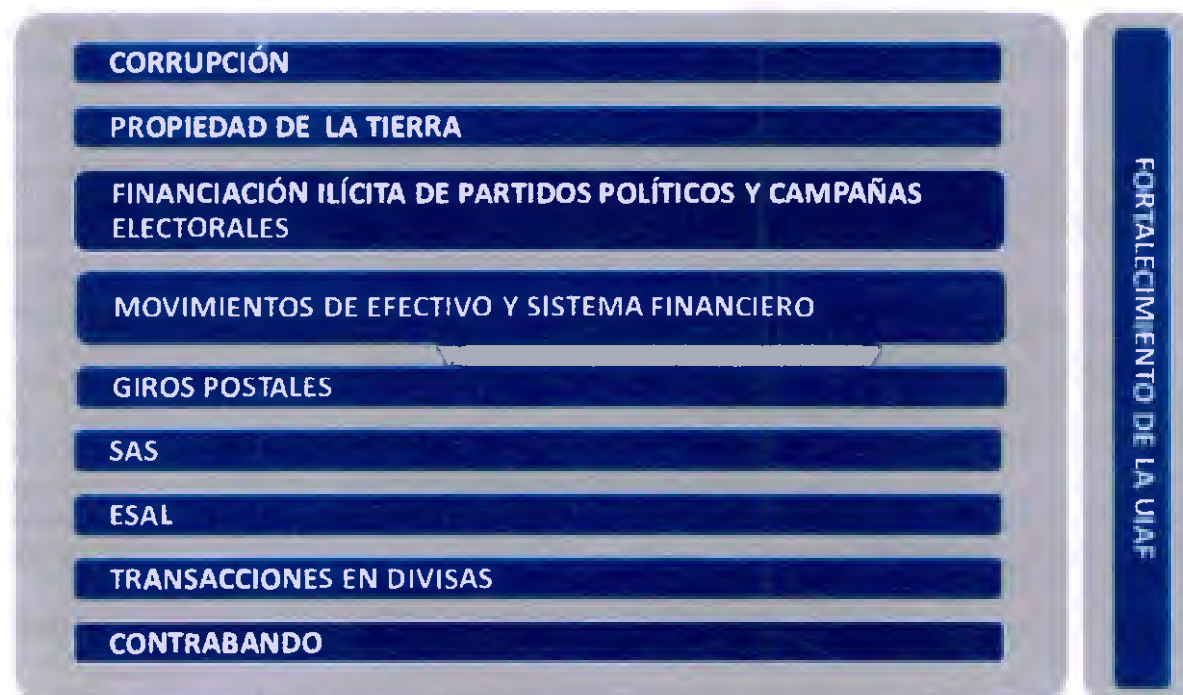 CORRUPCIÓN
PROPIEDAD DE LA TIERRA
FINANCIACIÓN ILÍCITA DE PARTIDOS POLÍTICOS Y CAMPAÑAS
ELECTORALES
MOVIMIENTOS DE EFECTIVO Y SISTEMA FINANCIERO
GIROS POSTALES
SAS
ESAL
TRANSACCIONES EN DIVISAS
CONTRABANDO
FORTALECIMIENTO DE LA UIAF